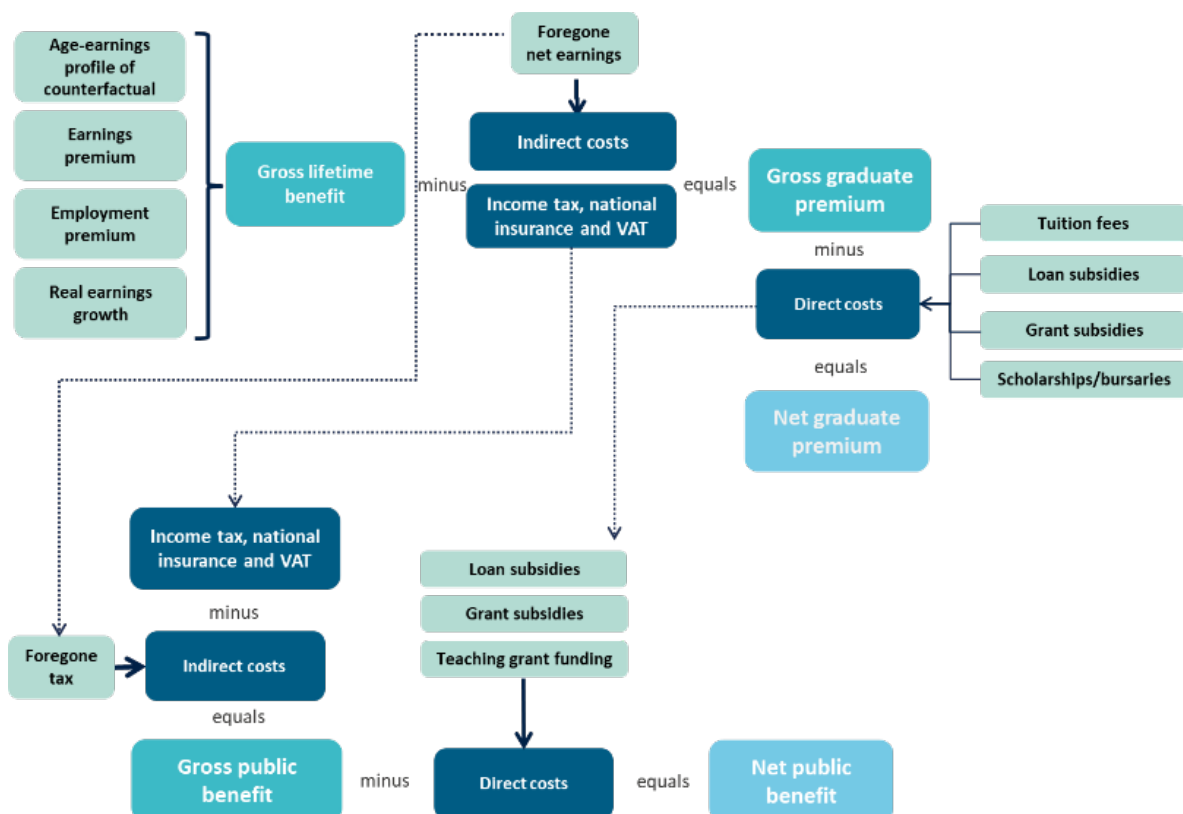 Age-earnings
profile of
counterfactual
Earnings
premium
Employment
premium
Real earnings
growth
Gross lifetime
benefit
minus
Foregone
net earnings
Indirect costs
Income tax, national
insurance and VAT
equals
Gross graduate
premium
minus
Direct costs
equals
Net graduate
premium
Tuition fees
Loan subsidies
Grant subsidies
Scholarships/bursaries
Income tax, national
insurance and VAT
minus
Foregone
tax
Indirect costs
equals
Gross public
benefit
minus
Loan subsidies
Grant subsidies
Teaching grant funding
Direct costs
equals
Net public
benefit